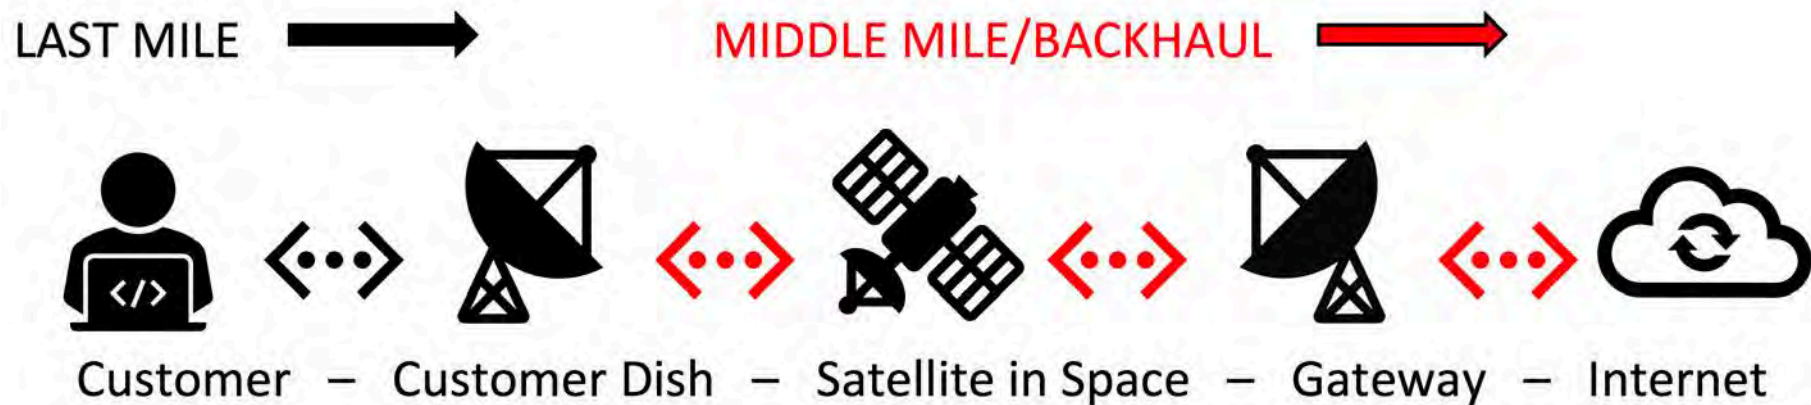 LAST MILE MIDDLE MILE/BACKHAUL
</>
Customer – Customer Dish – Satellite in Space – Gateway – Internet